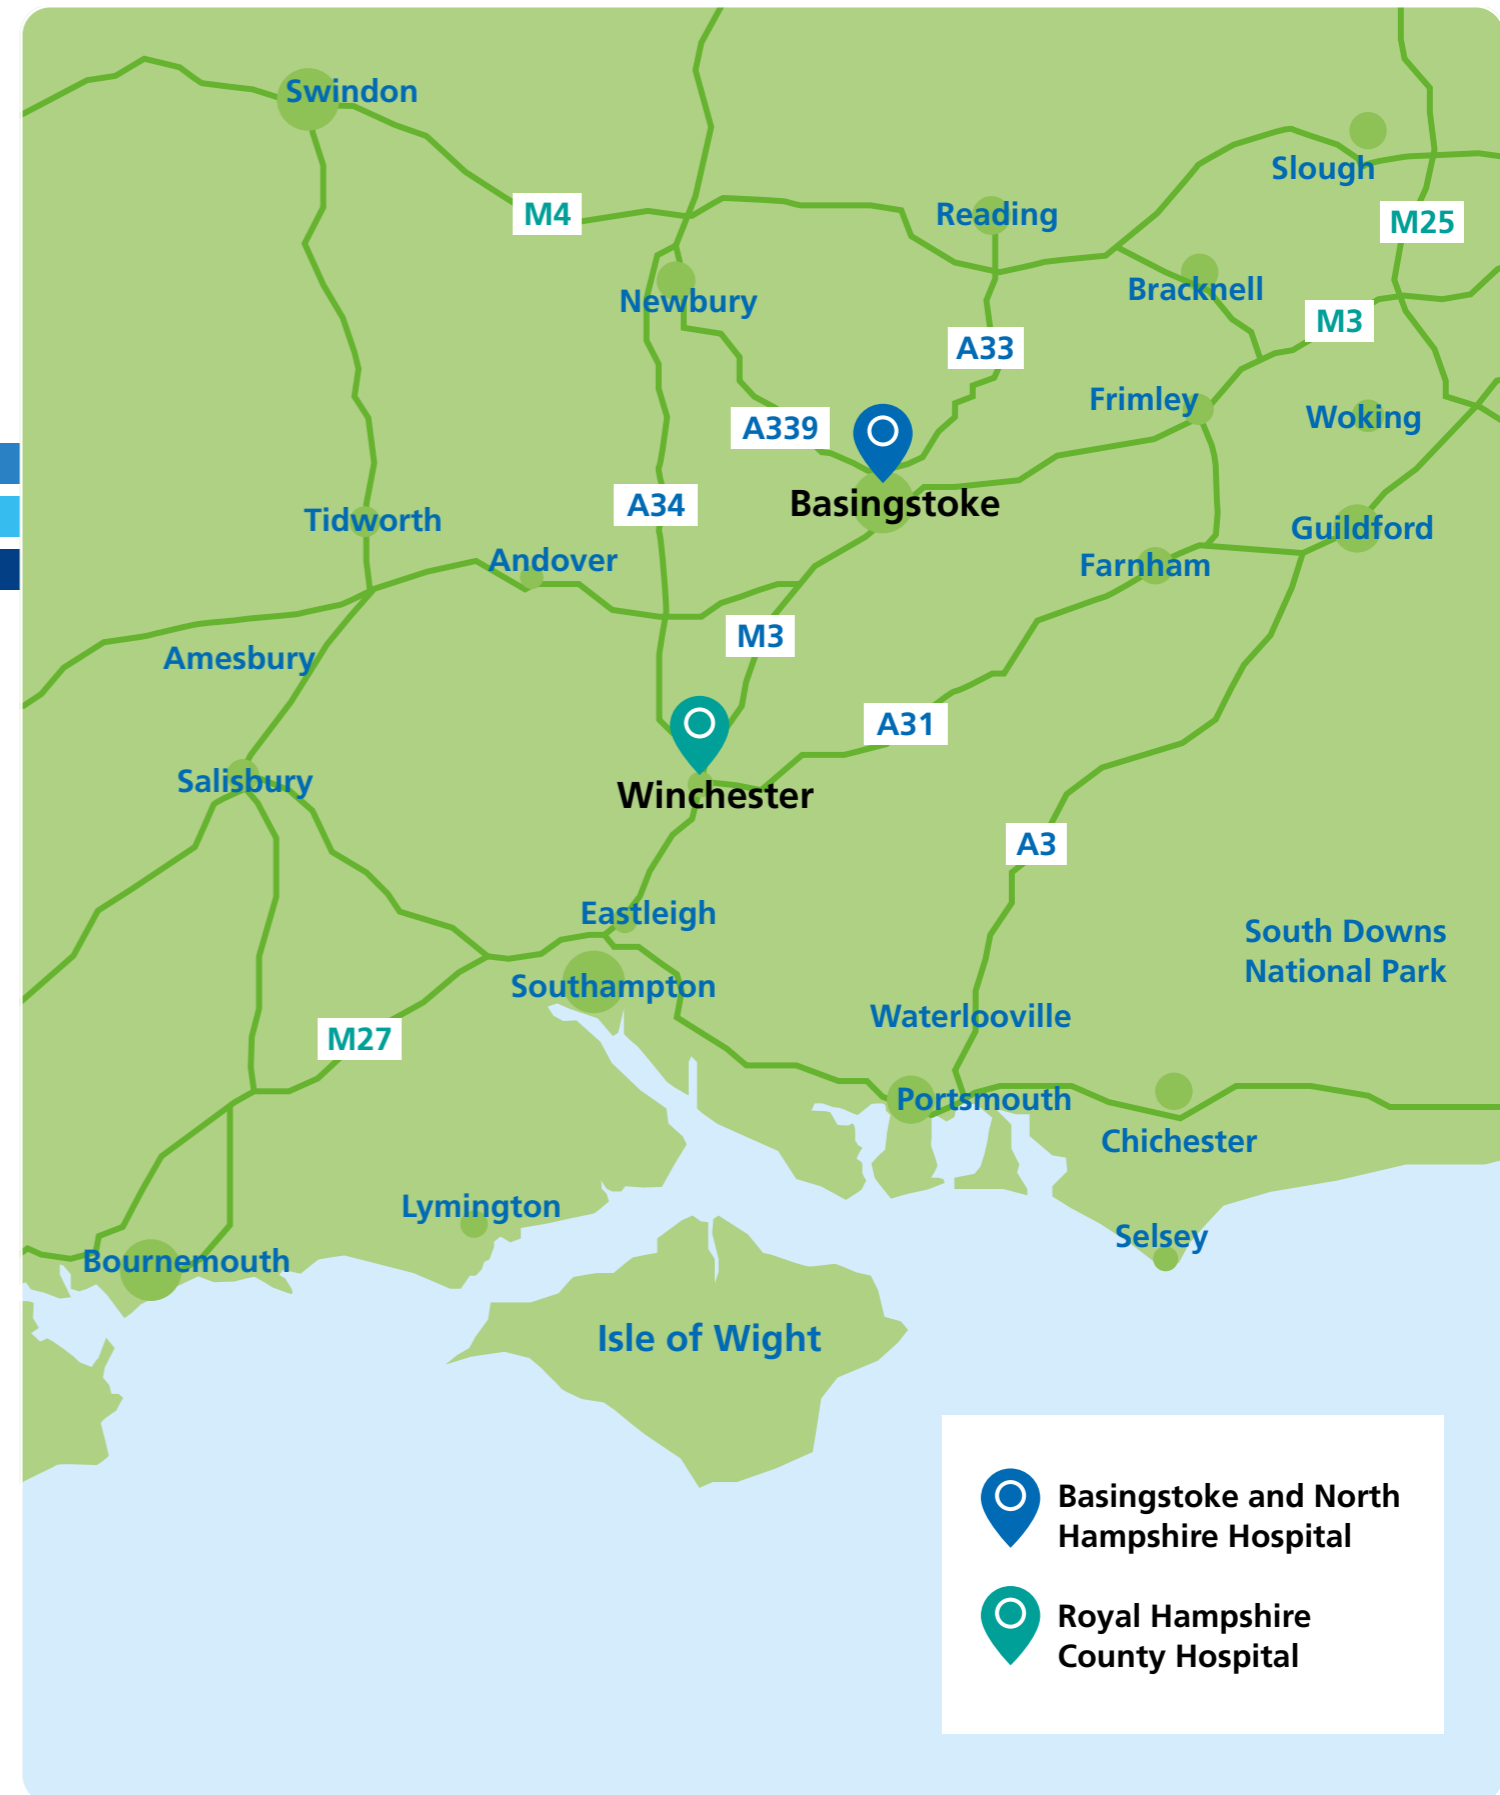 Swindon
Slough
M4
Reading
M25
Bracknell
Newbury
M3
A33
Frimley
Woking
A339
Basingstoke
A34
Tidworth
Guildford
Andover
Farnham
M3
Amesbury
A31
Salisbury
Winchester
A3
Eastleigh
South Downs
National Park
Southampton
Waterlooville
M27
Portsmouth
Chichester
Lymington
Selsey
Bournemouth
Isle of Wight
Basingstoke and North
Hampshire Hospital
Royal Hampshire
County Hospital